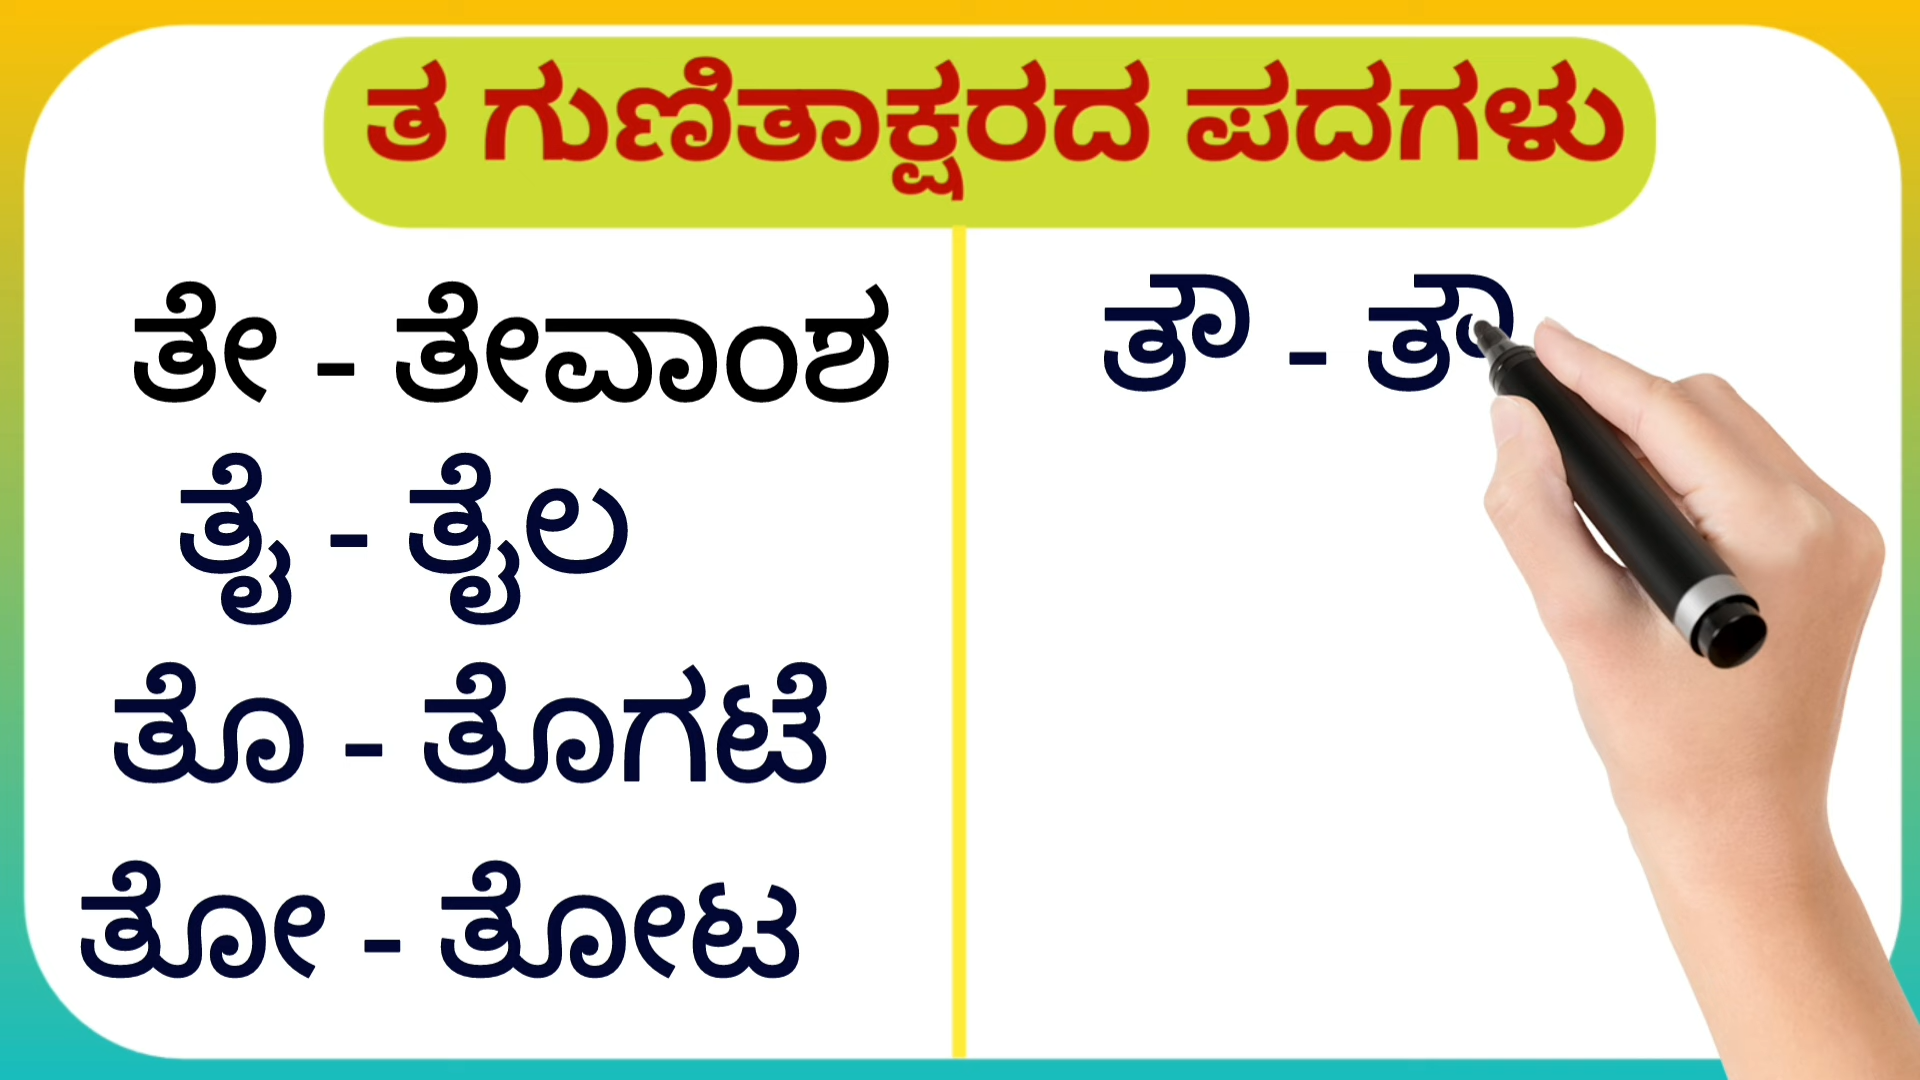 ತ ಗುಣಿತಾಕ್ಷರದ ಪದಗಳು
ತೇ - ತೇವಾಂಶ
ತೈ - ತೈಲ
ತೊ - ತೊಗಟೆ
ತೋ - ತೋಟ
ತೌ - ತೌ